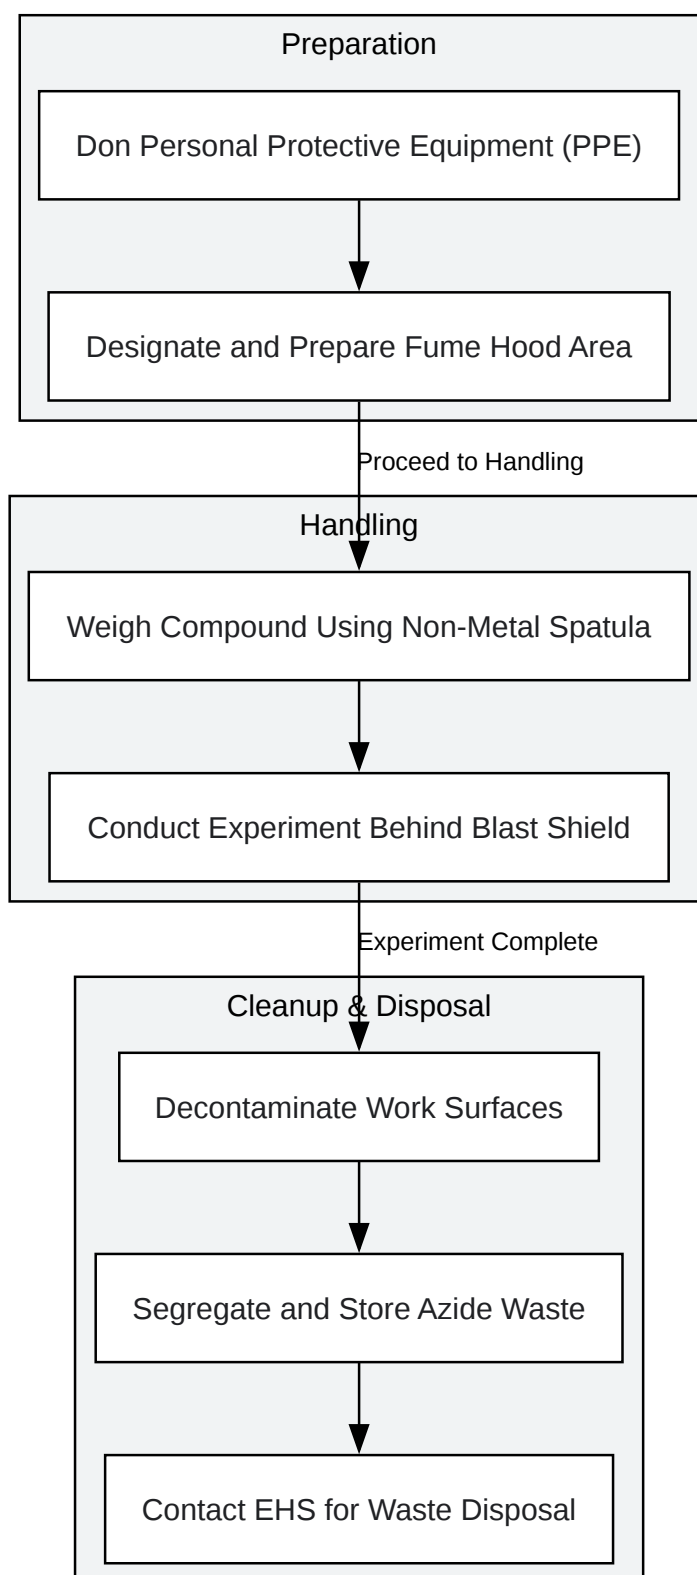 Preparation
Don Personal Protective Equipment (PPE)
Designate and Prepare Fume Hood Area
Proceed to Handling
Handling
Weigh Compound Using Non-Metal Spatula
Conduct Experiment Behind Blast Shield
Experiment Complete
Cleanup & Disposal
Decontaminate Work Surfaces
Segregate and Store Azide Waste
Contact EHS for Waste Disposal